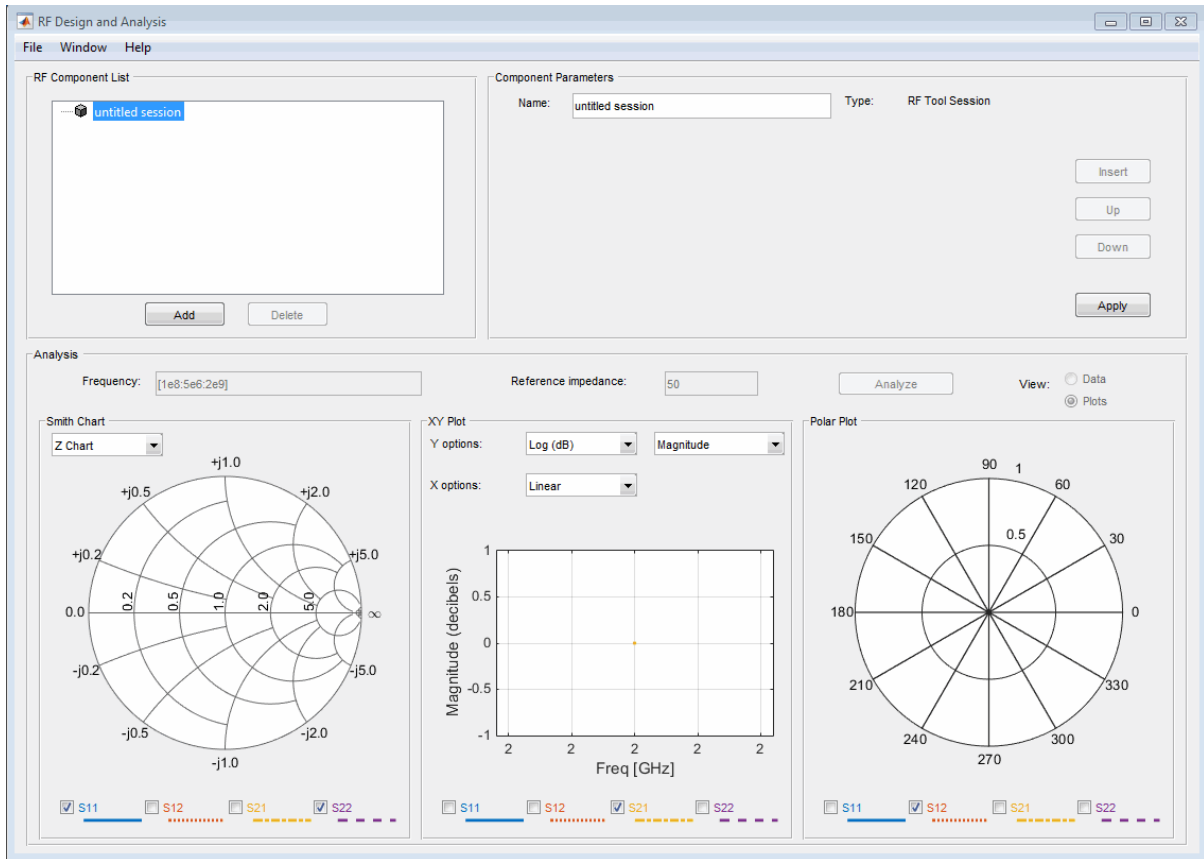 RF Design and Analysis
File Window Help
RF Component List
untitled session
Add Delete
Component Parameters
Name: untitled session Type: RF Tool Session
Insert
Up
Down
Apply
Analysis
Frequency: [1e8:5e6:2e9] Reference impedance: 50 Analyze View: Data
Plots
Smith Chart
Z Chart
+j1.0
+j0.5 +j2.0
+j0.2 +j5.0
0.0 0.2 0.5 1.0 2.0 5.0 ∞
-j0.2 -j5.0
-j0.5 -j2.0
-j1.0
S11 S12 S21 S22
XY Plot
Y options: Log (dB) Magnitude
X options: Linear
Magnitude (decibels)
1
0.5
0
-0.5
-1
2 2 2 2 2
Freq [GHz]
S11 S12 S21 S22
Polar Plot
90 1
120 60
0.5
150 30
180 0
210 330
240 300
270
S11 S12 S21 S22